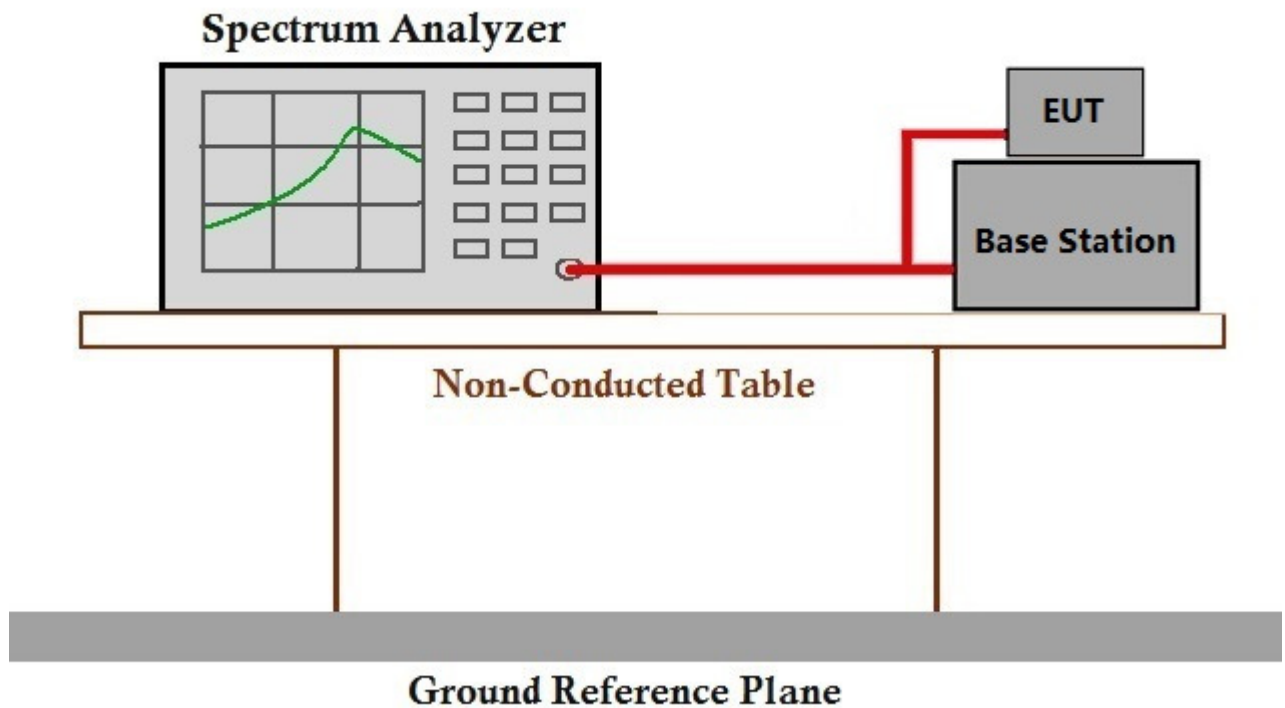 Spectrum Analyzer
EUT
Base Station
Non-Conducted Table
Ground Reference Plane